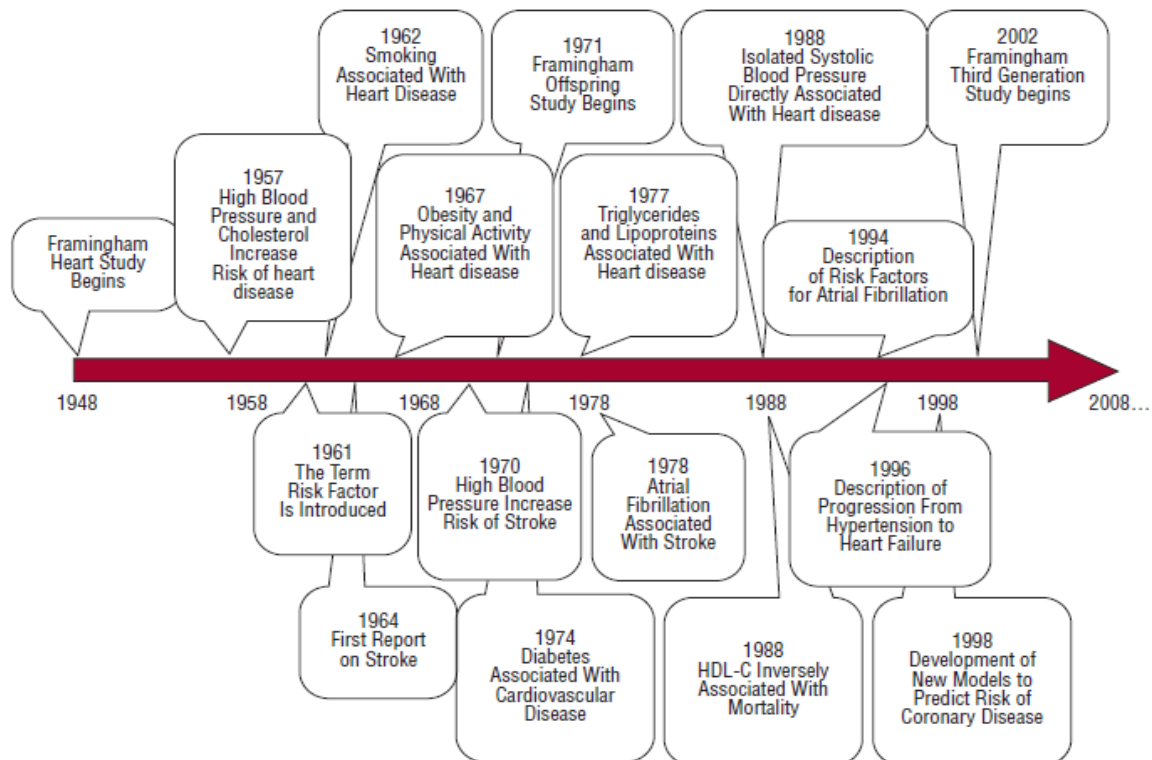 1962
Smoking
Associated With
Heart Disease
1971
Framingham
Offspring
Study Begins
1988
Isolated Systolic
Blood Pressure
Directly Associated
With Heart disease
2002
Framingham
Third Generation
Study begins
Framingham
Heart Study
Begins
1957
High Blood
Pressure and
Cholesterol
Increase
Risk of heart
disease
1967
Obesity and
Physical Activity
Associated With
Heart disease
1977
Triglycerides
and Lipoproteins
Associated With
Heart disease
1994
Description
of Risk Factors
for Atrial Fibrillation
1948
1958
1968
1978
1988
1998
2008...
1961
The Term
Risk Factor
Is Introduced
1970
High Blood
Pressure Increase
Risk of Stroke
1978
Atrial
Fibrillation
Associated
With Stroke
1996
Description of
Progression From
Hypertension to
Heart Failure
1964
First Report
on Stroke
1974
Diabetes
Associated With
Cardiovascular
Disease
1988
HDL-C Inversely
Associated With
Mortality
1998
Development of
New Models to
Predict Risk of
Coronary Disease